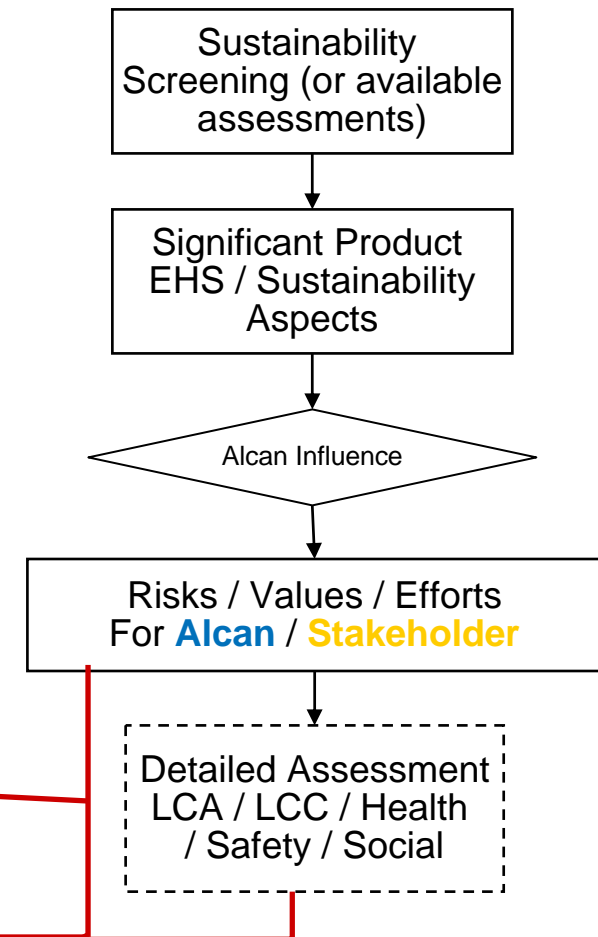 Sustainability
Screening (or available
assessments)
Significant Product
EHS / Sustainability
Aspects
Alcan Influence
Risks / Values / Efforts
For Alcan / Stakeholder
Detailed Assessment
LCA / LCC / Health
/ Safety / Social